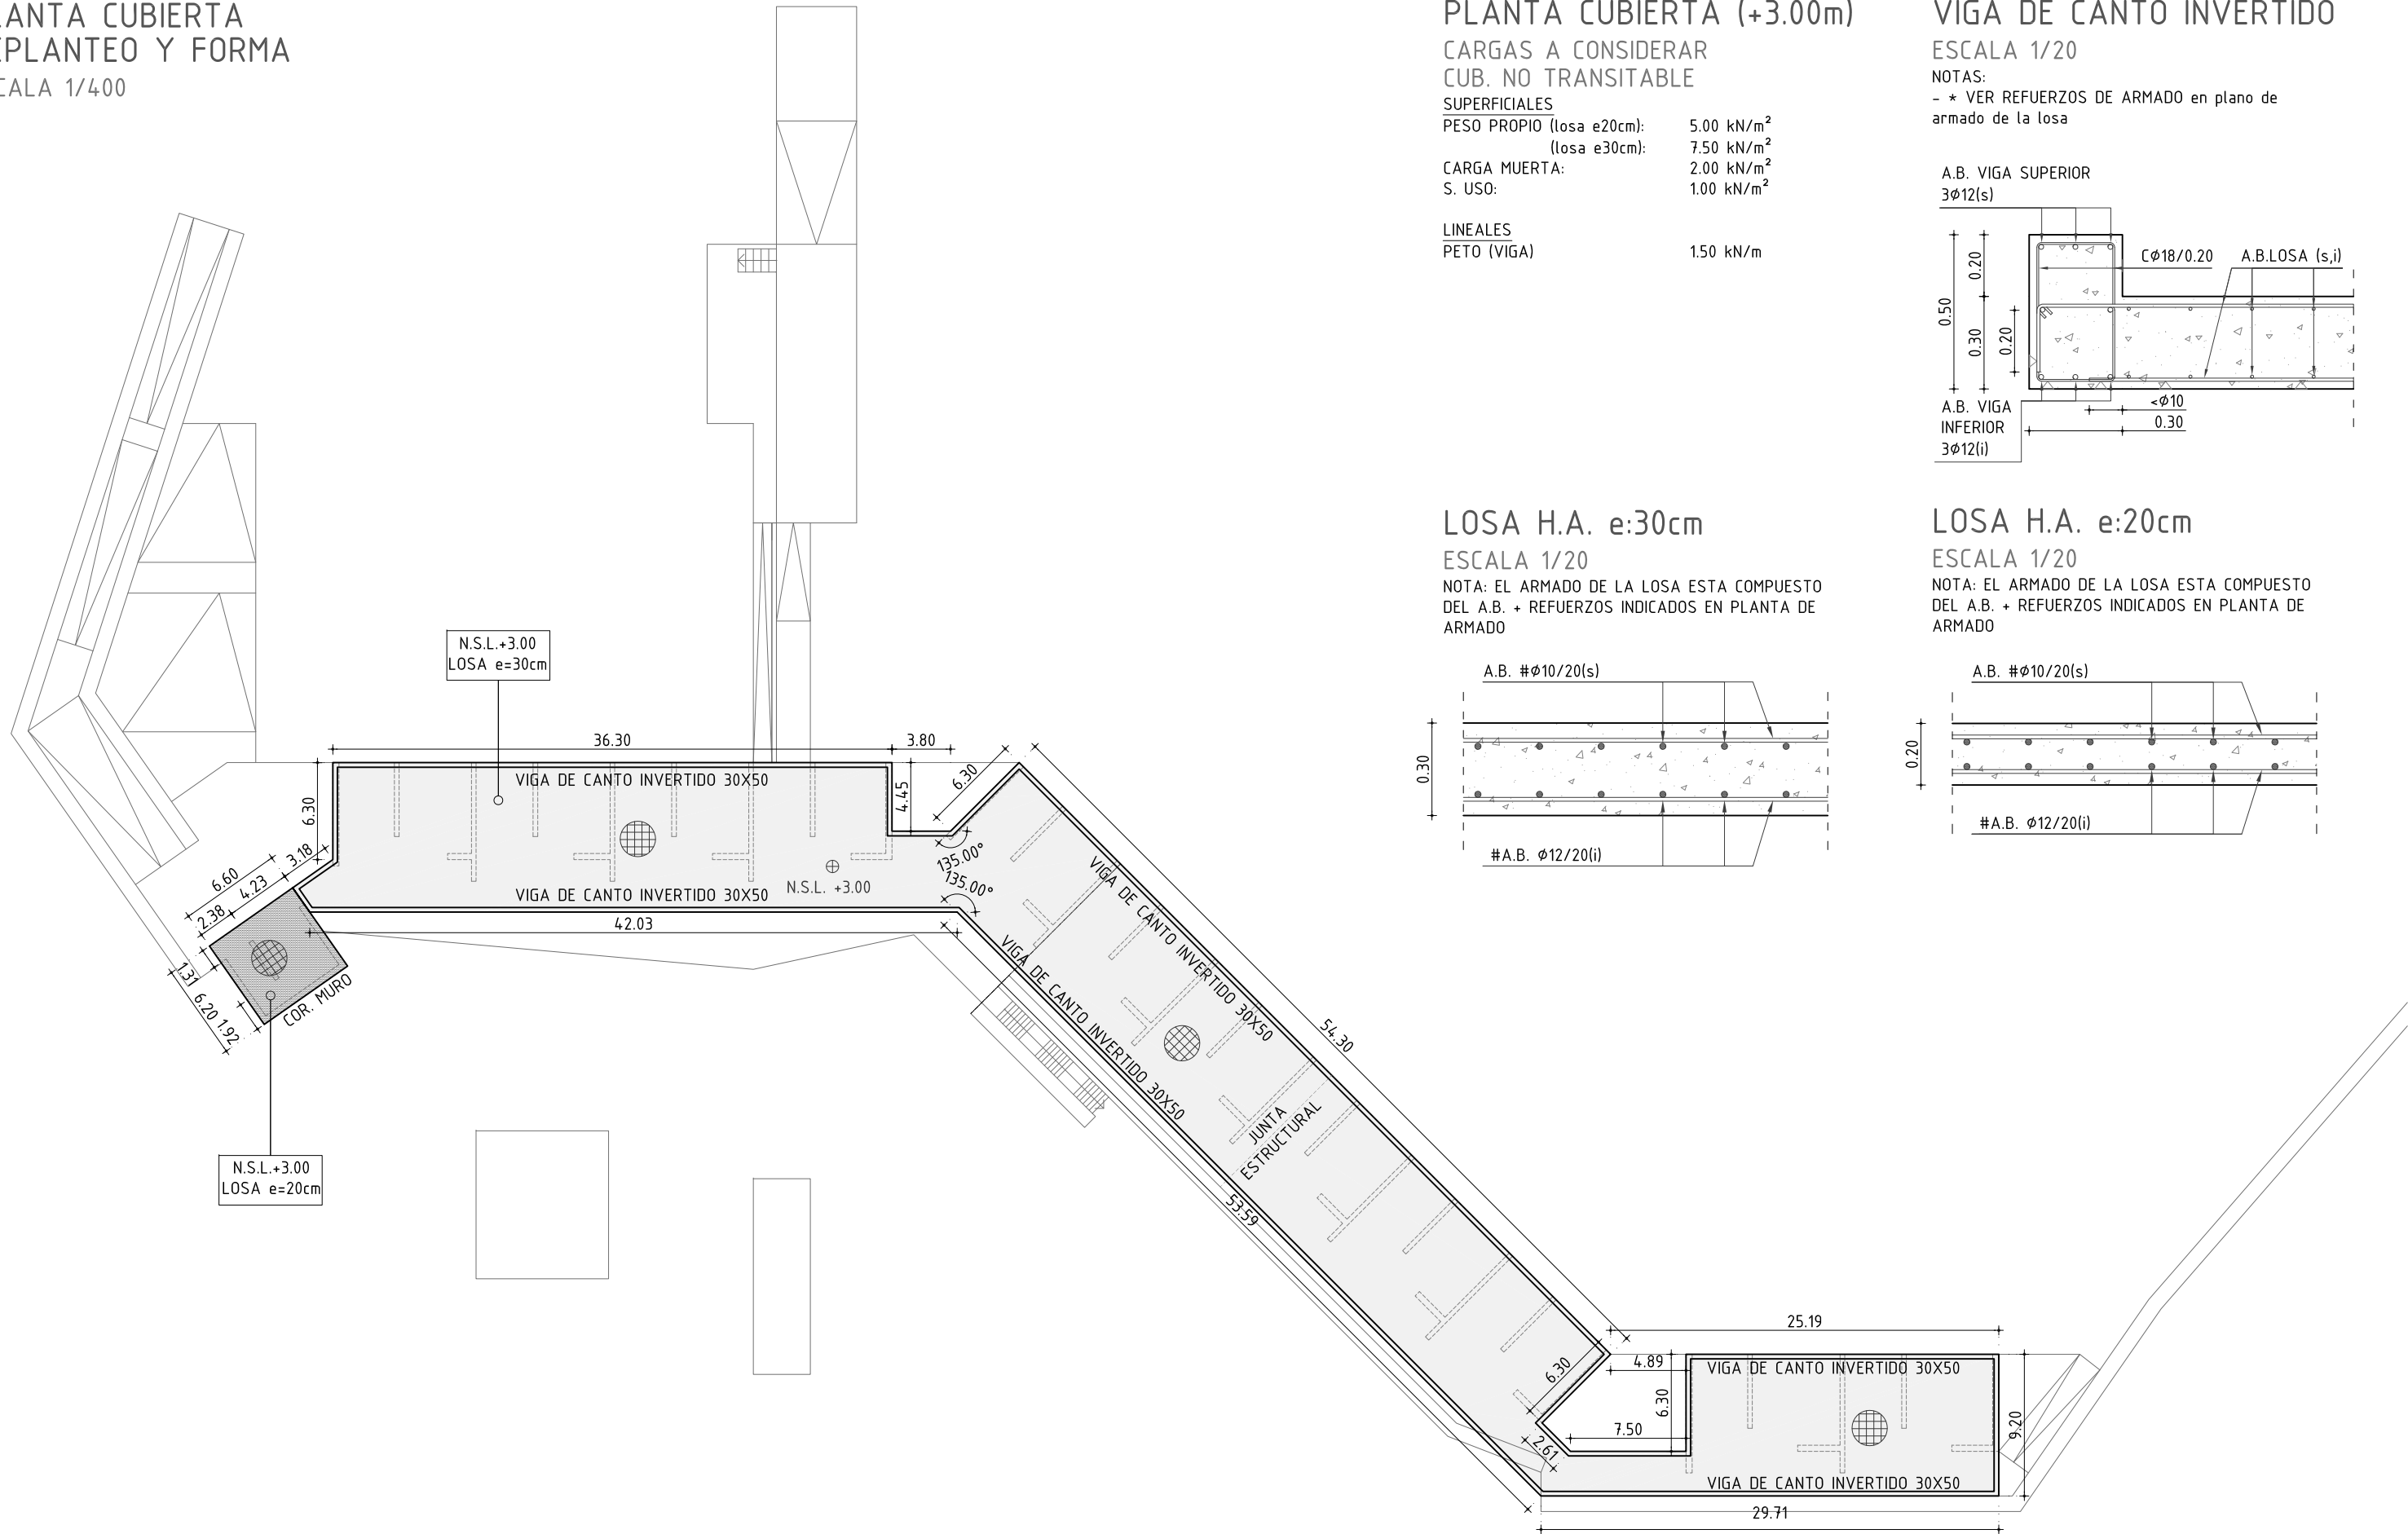 LANTA CUBIERTA
EPLANTEO Y FORMA
CALA 1/400
PLANTA CUBIERTA (+3.00m)
CARGAS A CONSIDERAR
CUB. NO TRANSITABLE
SUPERFICIALES
PESO PROPIO (losa e20cm): 5.00 kN/m²
(losa e30cm): 7.50 kN/m²
CARGA MUERTA: 2.00 kN/m²
S. USO: 1.00 kN/m²
LINEALES
PETO (VIGA) 1.50 kN/m
VIGA DE CANTO INVERTIDO
ESCALA 1/20
NOTAS:
- * VER REFUERZOS DE ARMADO en plano de
armado de la losa
A.B. VIGA SUPERIOR
3φ12(s)
CΦ18/0.20
A.B.LOSA (s,i)
0.20
0.50
0.30
0.20
A.B. VIGA
INFERIOR
3φ12(i)
<φ10
0.30
LOSA H.A. e:30cm
ESCALA 1/20
NOTA: EL ARMADO DE LA LOSA ESTA COMPUESTO
DEL A.B. + REFUERZOS INDICADOS EN PLANTA DE
ARMADO
A.B. #φ10/20(s)
0.30
#A.B. φ12/20(i)
LOSA H.A. e:20cm
ESCALA 1/20
NOTA: EL ARMADO DE LA LOSA ESTA COMPUESTO
DEL A.B. + REFUERZOS INDICADOS EN PLANTA DE
ARMADO
A.B. #φ10/20(s)
0.20
#A.B. φ12/20(i)
N.S.L.+3.00
LOSA e=30cm
36.30
3.80
6.30
4.45
6.30
VIGA DE CANTO INVERTIDO 30X50
135.00°
135.00°
N.S.L. +3.00
VIGA DE CANTO INVERTIDO 30X50
42.03
3.18
6.60
4.23
2.38
1.31
6.20
1.92
COR. MURO
N.S.L.+3.00
LOSA e=20cm
VIGA DE CANTO INVERTIDO 30X50
VIGA DE CANTO INVERTIDO 30X50
54.30
JUNTA
ESTRUCTURAL
53.59
25.19
4.89
6.30
6.30
7.50
2.61
VIGA DE CANTO INVERTIDO 30X50
9.20
VIGA DE CANTO INVERTIDO 30X50
29.71